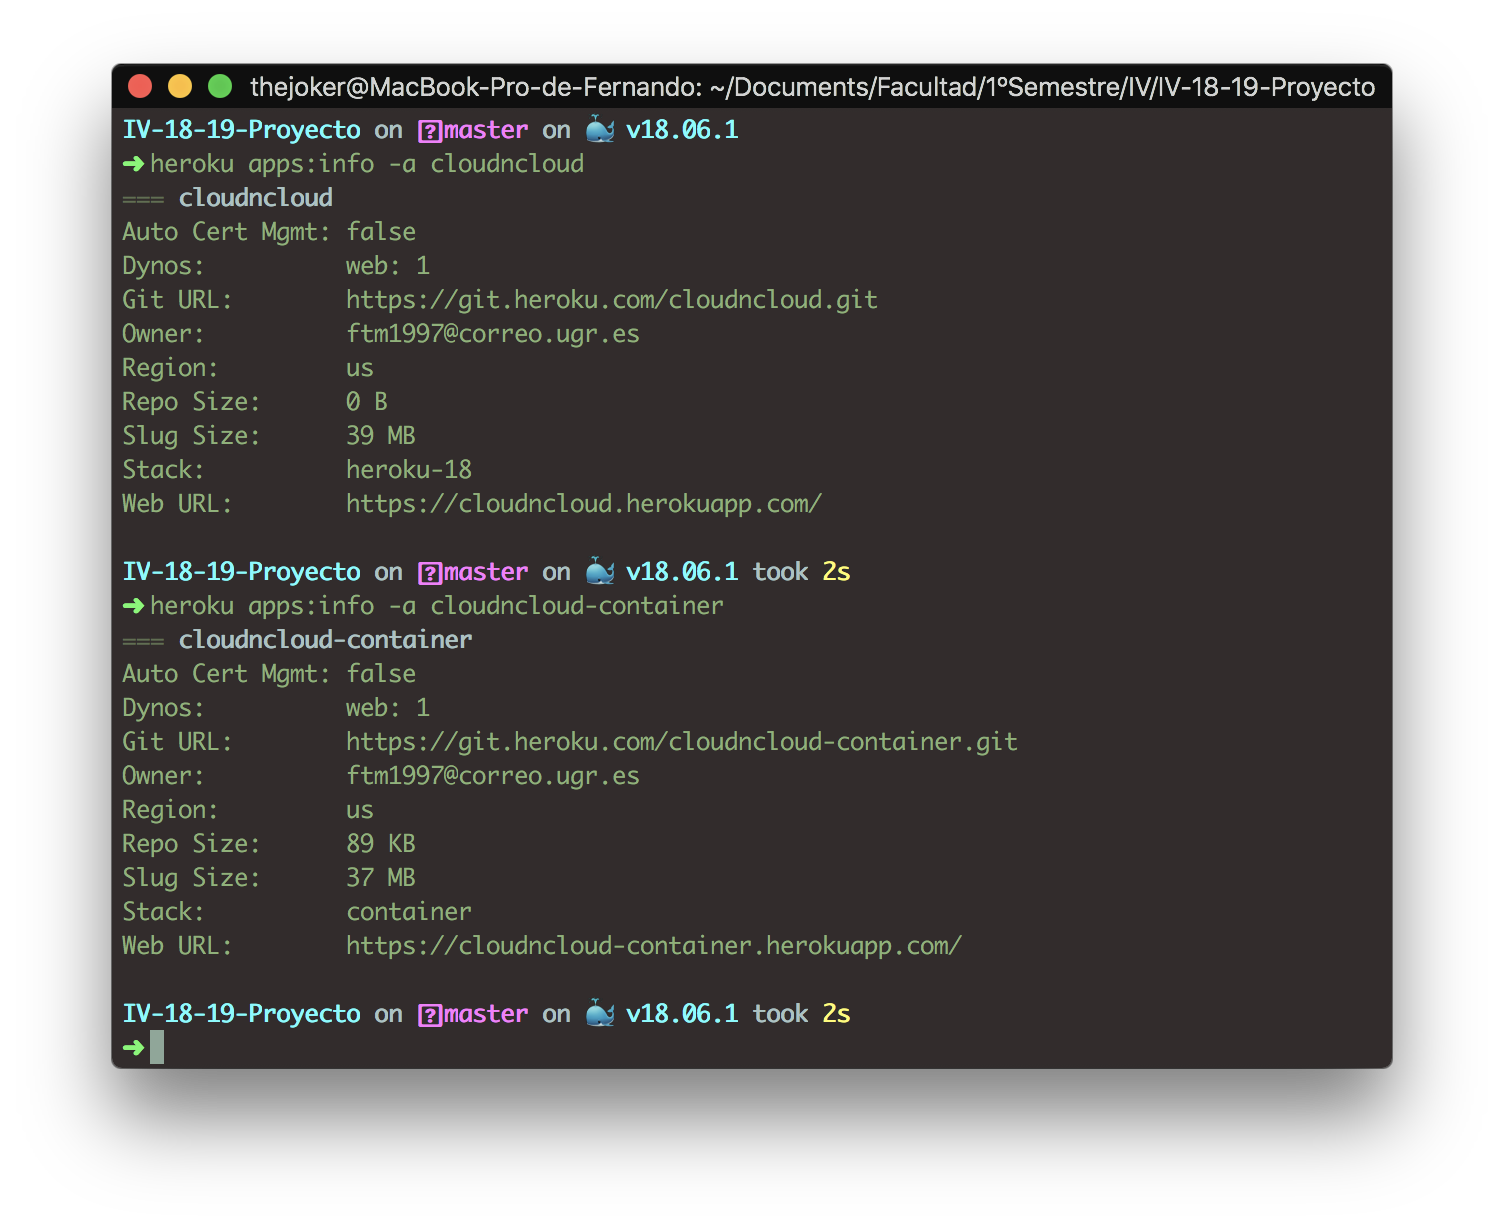 thejoker@MacBook-Pro-de-Fernando: ~/Documents/Facultad/1ºSemestre/IV/IV-18-19-Proyecto
IV-18-19-Proyecto on ?master on 🐳 v18.06.1
➜ heroku apps:info -a cloudncloud
=== cloudncloud
Auto Cert Mgmt: false
Dynos: web: 1
Git URL: https://git.heroku.com/cloudncloud.git
Owner: ftm1997@correo.ugr.es
Region: us
Repo Size: 0 B
Slug Size: 39 MB
Stack: heroku-18
Web URL: https://cloudncloud.herokuapp.com/
IV-18-19-Proyecto on ?master on 🐳 v18.06.1 took 2s
➜ heroku apps:info -a cloudncloud-container
=== cloudncloud-container
Auto Cert Mgmt: false
Dynos: web: 1
Git URL: https://git.heroku.com/cloudncloud-container.git
Owner: ftm1997@correo.ugr.es
Region: us
Repo Size: 89 KB
Slug Size: 37 MB
Stack: container
Web URL: https://cloudncloud-container.herokuapp.com/
IV-18-19-Proyecto on ?master on 🐳 v18.06.1 took 2s
➜